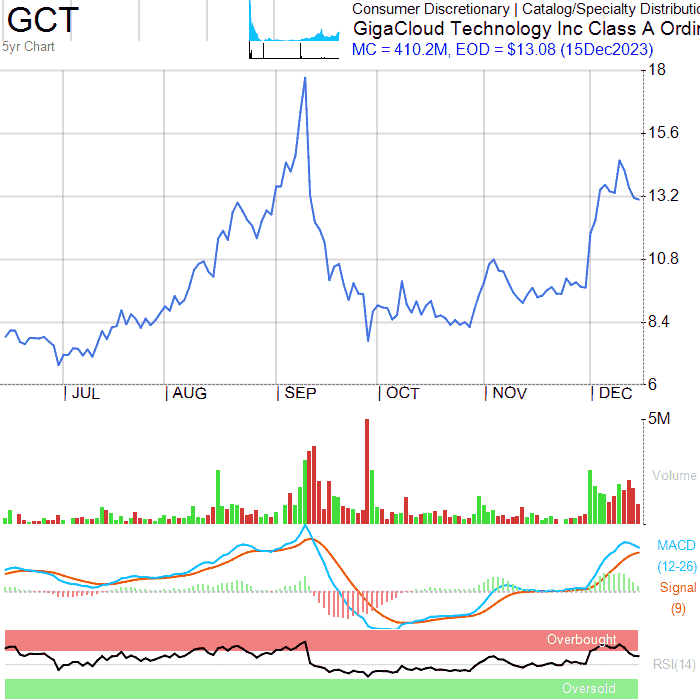 GCT
5yr Chart
Consumer Discretionary | Catalog/Specialty Distributio
GigaCloud Technology Inc Class A Ordin
MC = 410.2M, EOD = $13.08 (15Dec2023)
18
15.6
13.2
10.8
8.4
6
JUL AUG SEP OCT NOV DEC
5M
Volume
MACD
(12-26)
Signal
(9)
Overbought
RSI(14)
Oversold